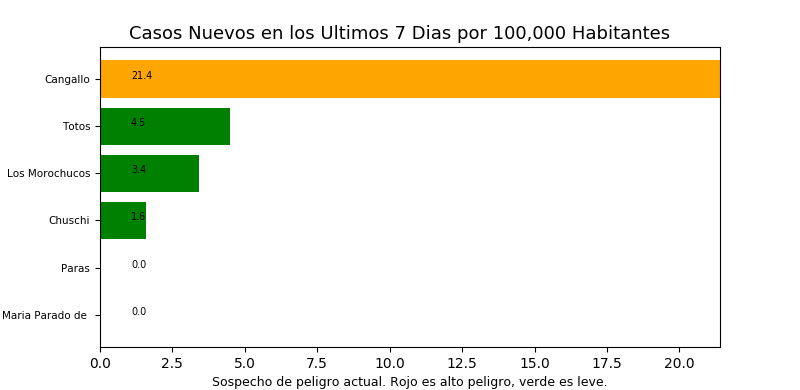 Casos Nuevos en los Ultimos 7 Dias por 100,000 Habitantes
Cangallo 21.4
Totos 4.5
Los Morochucos 3.4
Chuschi 1.6
Paras 0.0
Maria Parado de 0.0
0.0 2.5 5.0 7.5 10.0 12.5 15.0 17.5 20.0
Sospecho de peligro actual. Rojo es alto peligro, verde es leve.